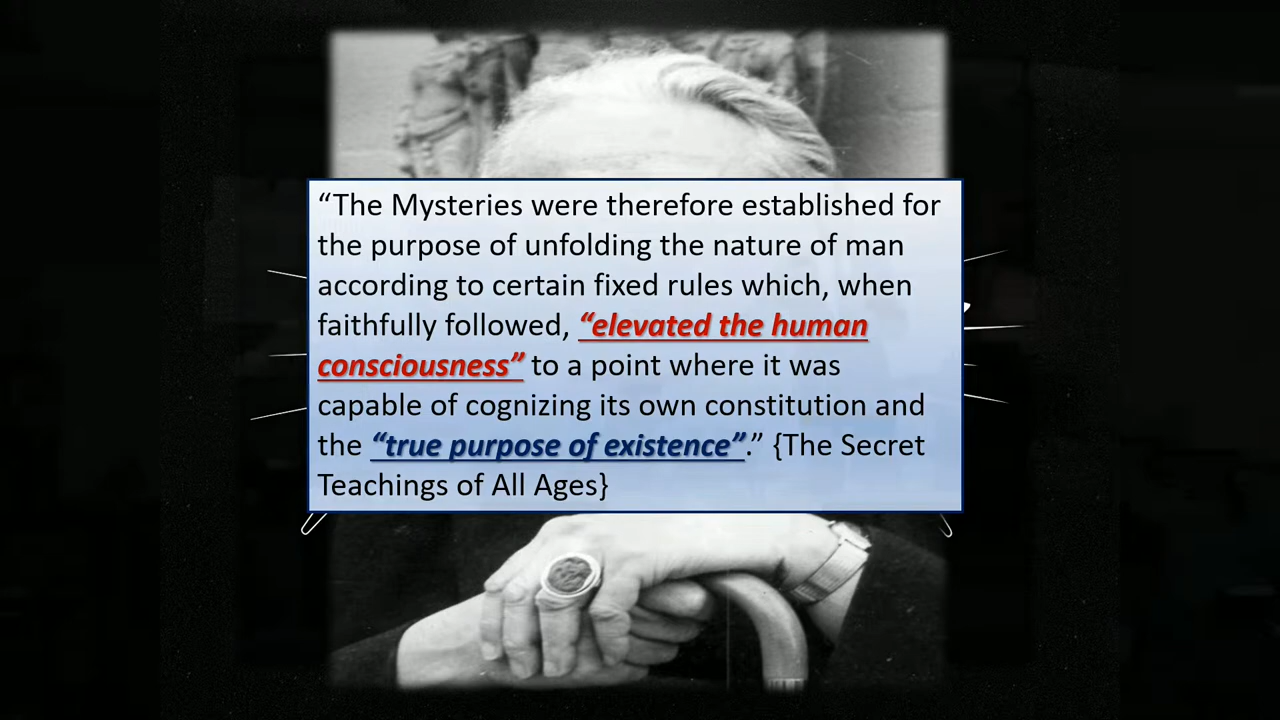 “The Mysteries were therefore established for
the purpose of unfolding the nature of man
according to certain fixed rules which, when
faithfully followed, “elevated the human
consciousness” to a point where it was
capable of cognizing its own constitution and
the “true purpose of existence”.” {The Secret
Teachings of All Ages}